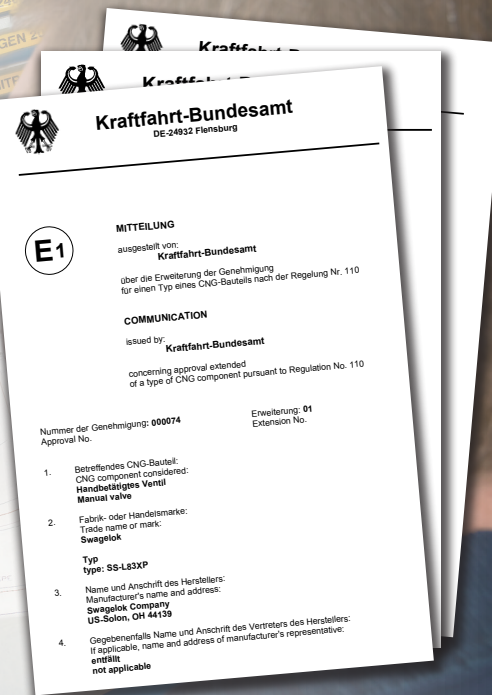 GEN 2
Kraftfahrt-B
Kraftfa
Kraftfahrt-Bundesamt
DE-24932 Flensburg
E1
MITTEILUNG
ausgestellt von:
Kraftfahrt-Bundesamt
über die Erweiterung der Genehmigung
für einen Typ eines CNG-Bauteils nach der Regelung Nr. 110
COMMUNICATION
issued by:
Kraftfahrt-Bundesamt
concerning approval extended
of a type of CNG component pursuant to Regulation No. 110
Nummer der Genehmigung: 000074 Erweiterung: 01
Approval No. Extension No.
1. Betreffendes CNG-Bauteil:
CNG component considered:
Handbetätigtes Ventil
Manual valve
2. Fabrik- oder Handelsmarke:
Trade name or mark:
Swagelok
Typ
type: SS-L83XP
3. Name und Anschrift des Herstellers:
Manufacturer's name and address:
Swagelok Company
US-Solon, OH 44139
4. Gegebenenfalls Name und Anschrift des Vertreters des Herstellers:
If applicable, name and address of manufacturer's representative:
entfällt
not applicable